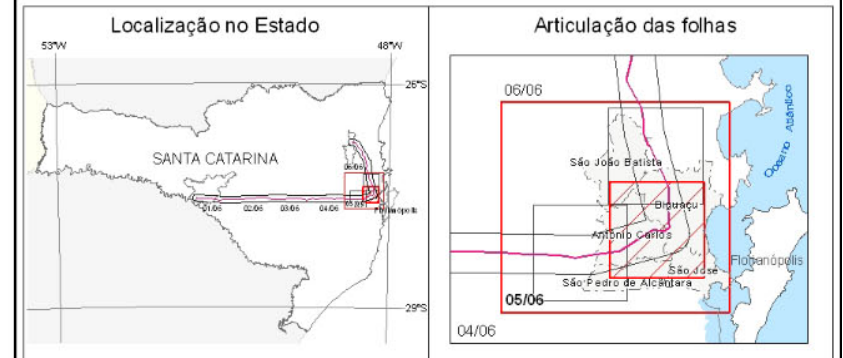 Localização no Estado
53°W
48°W
26°S
SANTA CATARINA
06/06
01/06
02/06
03/06
04/06
05/06
Florianópolis
29°S
Articulação das folhas
06/06
Oceano Atlântico
São João Batista
Biguaçu
Antônio Carlos
Florianópolis
São José
São Pedro de Alcântara
05/06
04/06